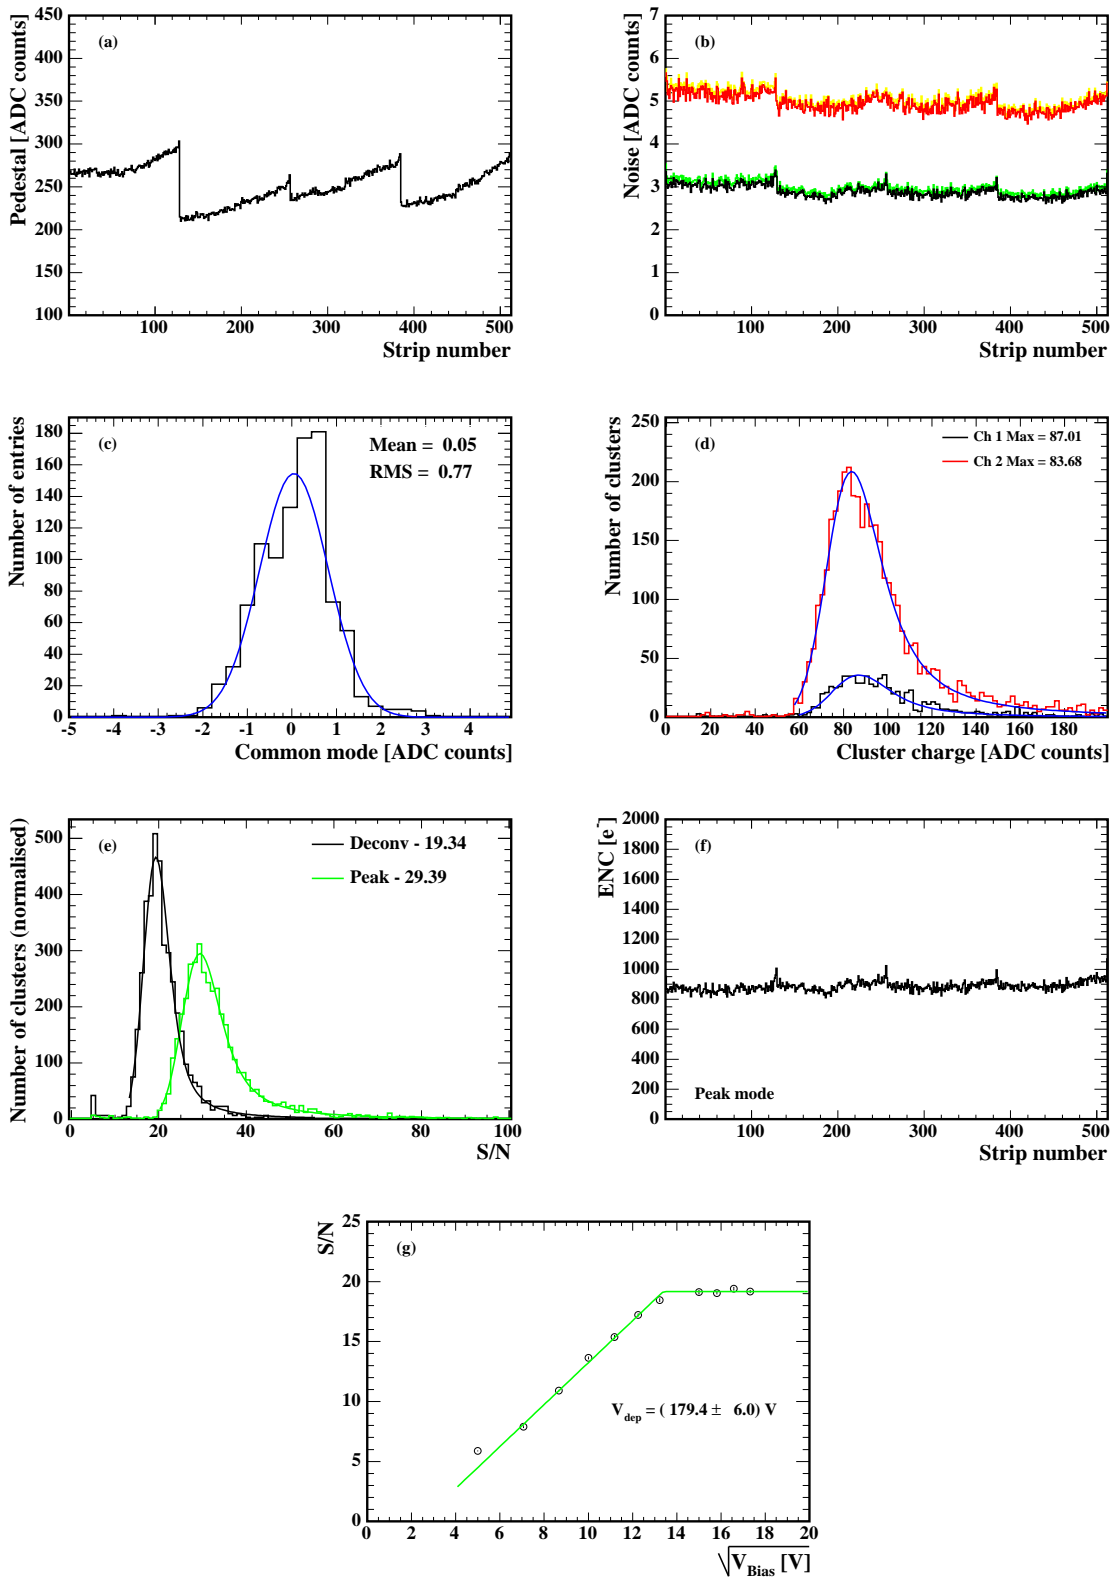 (a)
Pedestal [ADC counts]
450
400
350
300
250
200
150
100
100 200 300 400 500
Strip number
(b)
Noise [ADC counts]
7
6
5
4
3
2
1
0
100 200 300 400 500
Strip number
(c)
Mean = 0.05
RMS = 0.77
Number of entries
180
160
140
120
100
80
60
40
20
0
-5 -4 -3 -2 -1 0 1 2 3 4
Common mode [ADC counts]
(d)
Ch 1 Max = 87.01
Ch 2 Max = 83.68
Number of clusters
250
200
150
100
50
0
0 20 40 60 80 100 120 140 160 180
Cluster charge [ADC counts]
(e)
Deconv - 19.34
Peak - 29.39
Number of clusters (normalised)
500
400
300
200
100
0
0 20 40 60 80 100
S/N
(f)
ENC [e-]
2000
1800
1600
1400
1200
1000
800
600
400
200
0
Peak mode
100 200 300 400 500
Strip number
(g)
S/N
25
20
15
10
5
0
Vdep = ( 179.4 ± 6.0) V
0 2 4 6 8 10 12 14 16 18 20
√VBias [V]